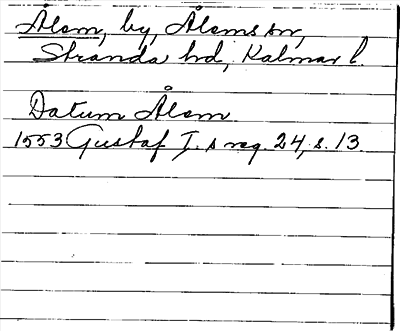 Ålem, by, Ålems sn,
Stranda hd, Kalmar l.
Datum Ålem
1553 Gustaf I.s reg. 24, s. 13.